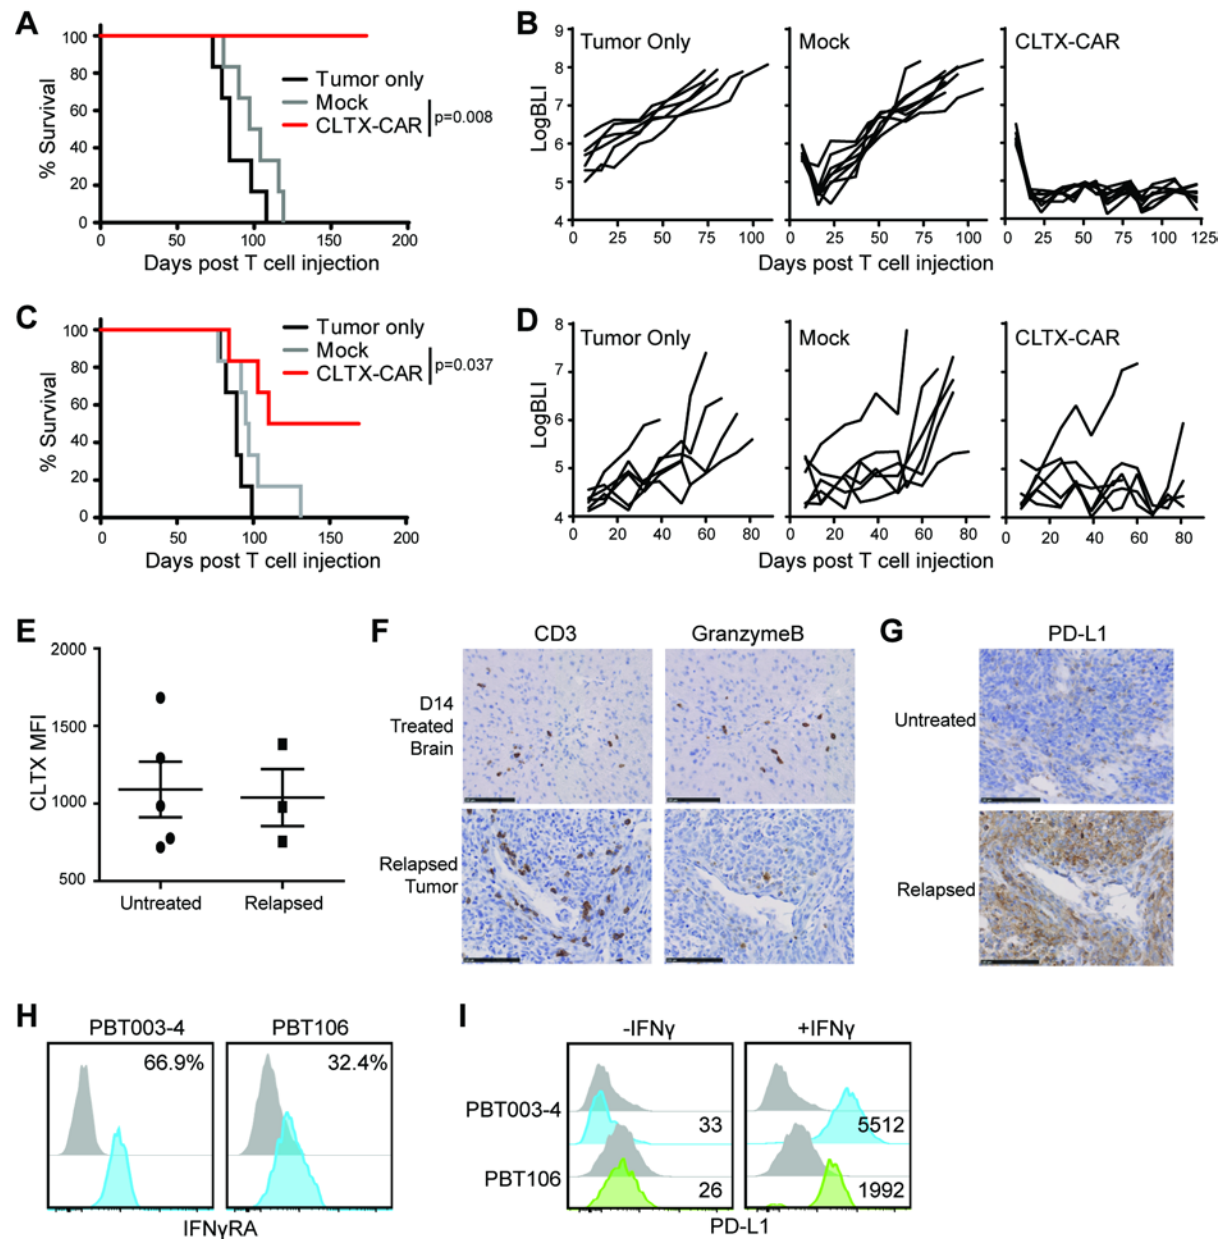 A
% Survival
100
80
60
40
20
0
0 50 100 150 200
Days post T cell injection
Tumor only
Mock
CLTX-CAR
p=0.008
B
LogBLI
9
8
7
6
5
4
Tumor Only
Mock
CLTX-CAR
0 25 50 75 100
0 25 50 75 100
0 25 50 75 100 125
Days post T cell injection
C
% Survival
100
80
60
40
20
0
0 50 100 150 200
Days post T cell injection
Tumor only
Mock
CLTX-CAR
p=0.037
D
LogBLI
8
7
6
5
4
Tumor Only
Mock
CLTX-CAR
0 20 40 60 80
0 20 40 60 80
0 20 40 60 80
Days post T cell injection
E
CLTX MFI
2000
1500
1000
500
Untreated
Relapsed
F
CD3
GranzymeB
D14
Treated
Brain
Relapsed
Tumor
G
PD-L1
Untreated
Relapsed
H
PBT003-4
PBT106
66.9%
32.4%
IFNγRA
I
-IFNγ
+IFNγ
PBT003-4
33
5512
PBT106
26
1992
PD-L1